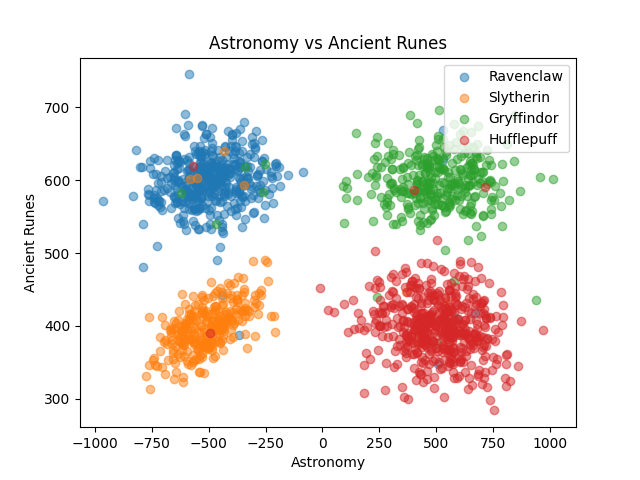 Astronomy vs Ancient Runes
Ravenclaw
Slytherin
Gryffindor
Hufflepuff
Ancient Runes
700
600
500
400
300
−1000 −750 −500 −250 0 250 500 750 1000
Astronomy